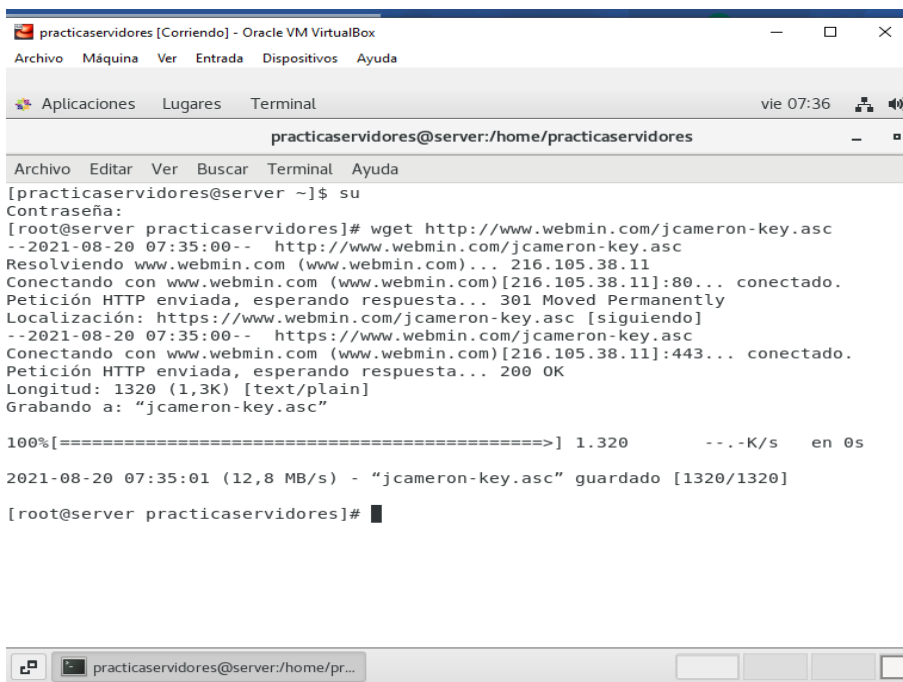 practicaservidores [Corriendo] - Oracle VM VirtualBox
Archivo Máquina Ver Entrada Dispositivos Ayuda
Aplicaciones Lugares Terminal vie 07:36
practicaservidores@server:/home/practicaservidores
Archivo Editar Ver Buscar Terminal Ayuda
[practicaservidores@server ~]$ su
Contraseña:
[root@server practicaservidores]# wget http://www.webmin.com/jcameron-key.asc
--2021-08-20 07:35:00-- http://www.webmin.com/jcameron-key.asc
Resolviendo www.webmin.com (www.webmin.com)... 216.105.38.11
Conectando con www.webmin.com (www.webmin.com)[216.105.38.11]:80... conectado.
Petición HTTP enviada, esperando respuesta... 301 Moved Permanently
Localización: https://www.webmin.com/jcameron-key.asc [siguiendo]
--2021-08-20 07:35:00-- https://www.webmin.com/jcameron-key.asc
Conectando con www.webmin.com (www.webmin.com)[216.105.38.11]:443... conectado.
Petición HTTP enviada, esperando respuesta... 200 OK
Longitud: 1320 (1,3K) [text/plain]
Grabando a: “jcameron-key.asc”
100%[=============================================>] 1.320 --.-K/s en 0s
2021-08-20 07:35:01 (12,8 MB/s) - “jcameron-key.asc” guardado [1320/1320]
[root@server practicaservidores]#
practicaservidores@server:/home/pr...